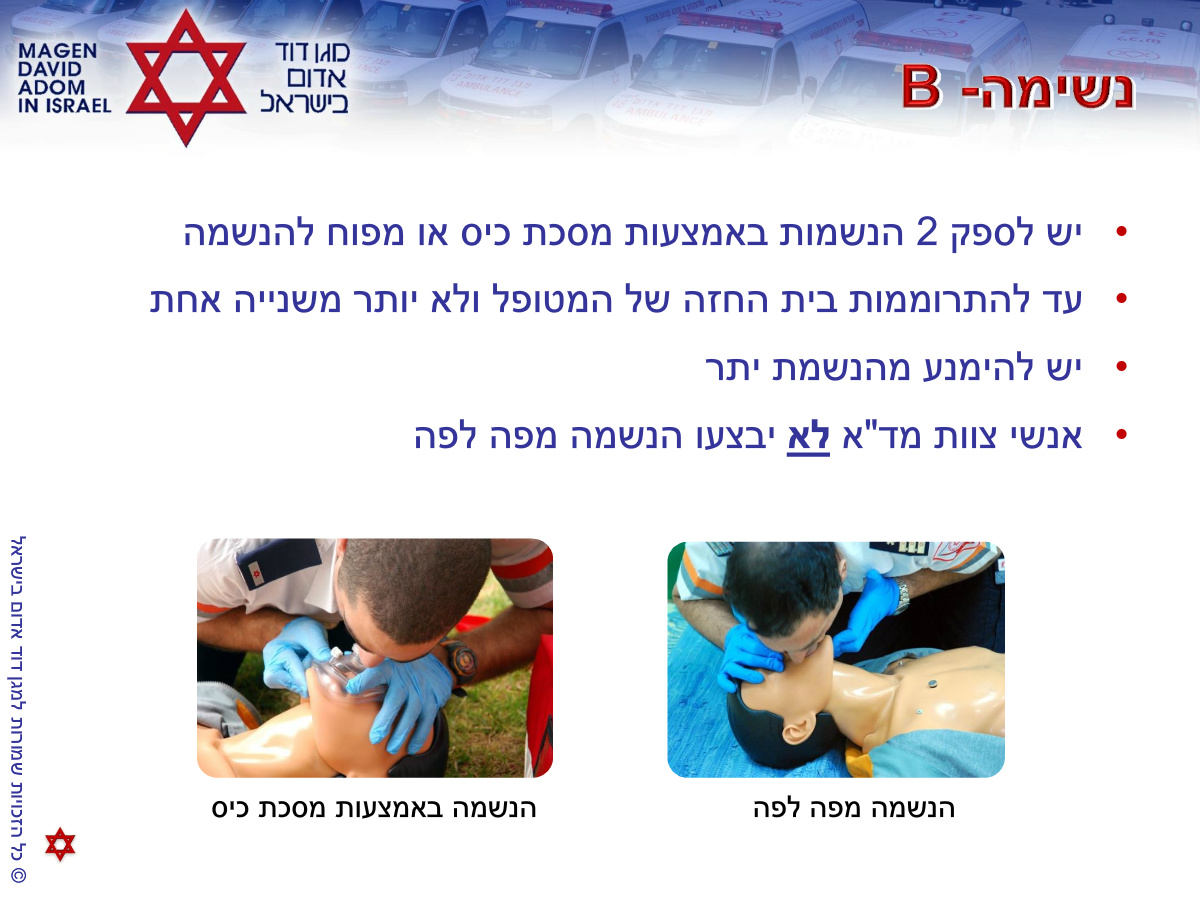 MAGEN
DAVID
ADOM
IN ISRAEL
מגן דוד
אדום
בישראל
נשימה- B
• יש לספק 2 הנשמות באמצעות מסכת כיס או מפוח להנשמה
• עד להתרוממות בית החזה של המטופל ולא יותר משנייה אחת
• יש להימנע מהנשמת יתר
• אנשי צוות מד"א לא יבצעו הנשמה מפה לפה
הנשמה מפה לפה
הנשמה באמצעות מסכת כיס
© כל הזכויות שמורות למגן דוד אדום בישראל